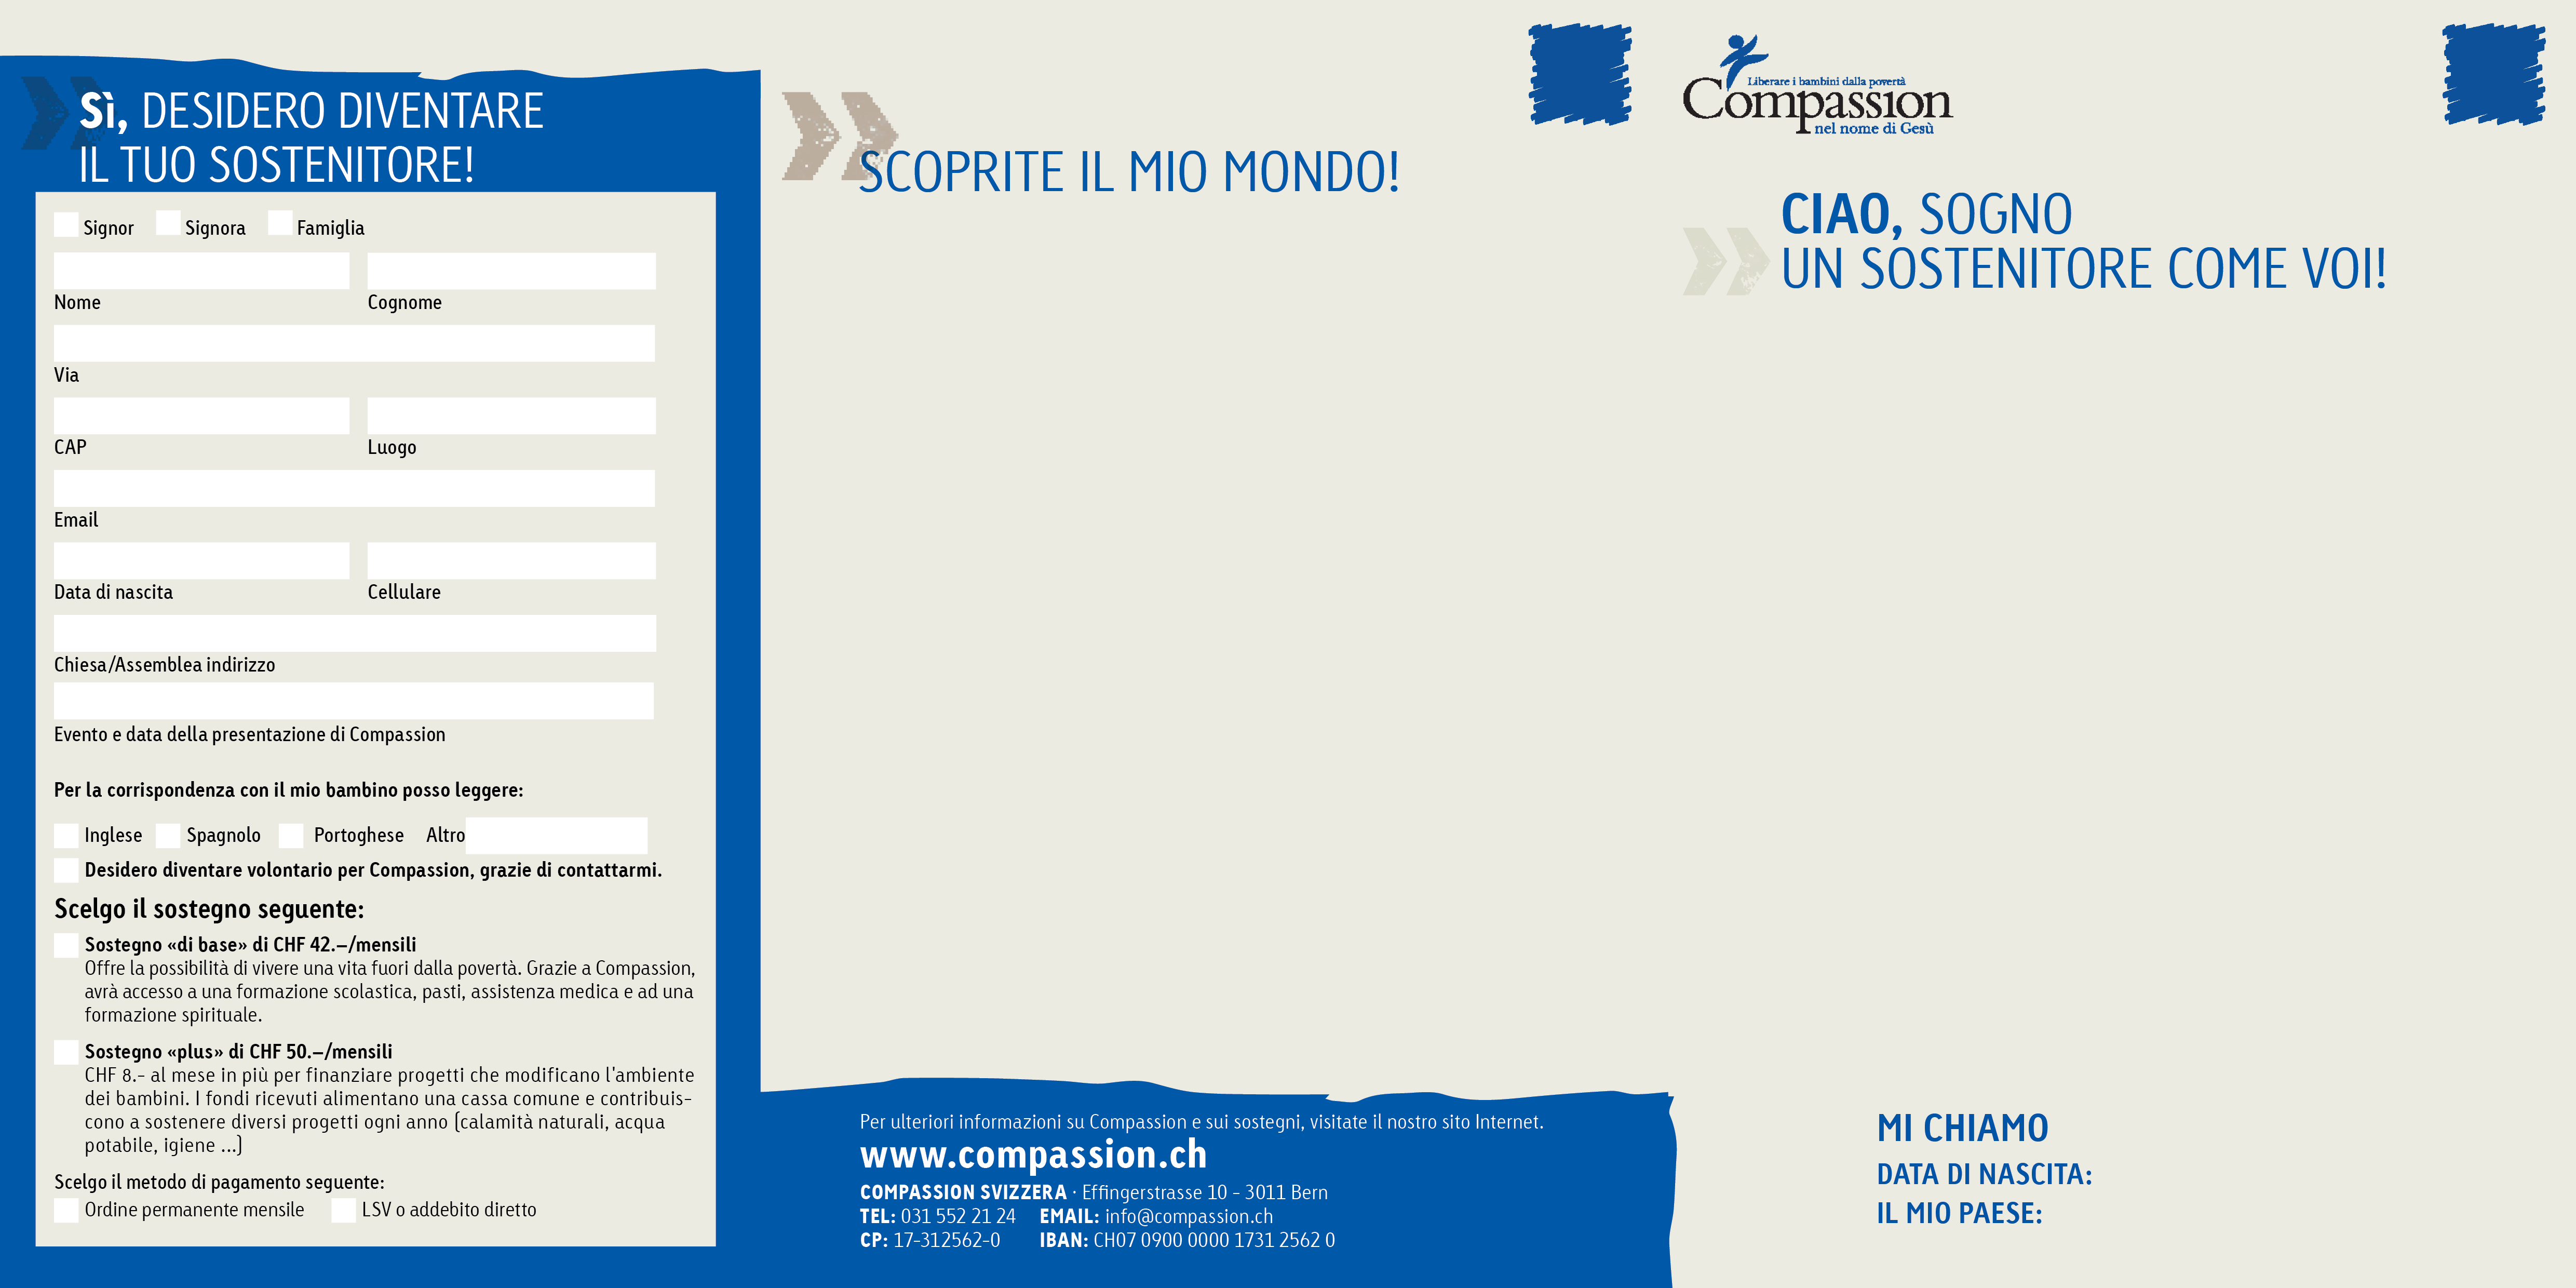 Sì, DESIDERO DIVENTARE
IL TUO SOSTENITORE!
Signor Signora Famiglia
Nome Cognome
Via
CAP Luogo
Email
Data di nascita Cellulare
Chiesa/Assemblea indirizzo
Evento e data della presentazione di Compassion
Per la corrispondenza con il mio bambino posso leggere:
Inglese Spagnolo Portoghese Altro
Desidero diventare volontario per Compassion, grazie di contattarmi.
Scelgo il sostegno seguente:
Sostegno «di base» di CHF 42.–/mensili
Offre la possibilità di vivere una vita fuori dalla povertà. Grazie a Compassion,
avrà accesso a una formazione scolastica, pasti, assistenza medica e ad una
formazione spirituale.
Sostegno «plus» di CHF 50.–/mensili
CHF 8.- al mese in più per finanziare progetti che modificano l'ambiente
dei bambini. I fondi ricevuti alimentano una cassa comune e contribuis-
cono a sostenere diversi progetti ogni anno (calamità naturali, acqua
potabile, igiene ...)
Scelgo il metodo di pagamento seguente:
Ordine permanente mensile LSV o addebito diretto
SCOPRITE IL MIO MONDO!
Per ulteriori informazioni su Compassion e sui sostegni, visitate il nostro sito Internet.
www.compassion.ch
COMPASSION SVIZZERA · Effingerstrasse 10 - 3011 Bern
TEL: 031 552 21 24 EMAIL: info@compassion.ch
CP: 17-312562-0 IBAN: CH07 0900 0000 1731 2562 0
Liberare i bambini dalla povertà
Compassion
nel nome di Gesù
CIAO, SOGNO
UN SOSTENITORE COME VOI!
MI CHIAMO
DATA DI NASCITA:
IL MIO PAESE: